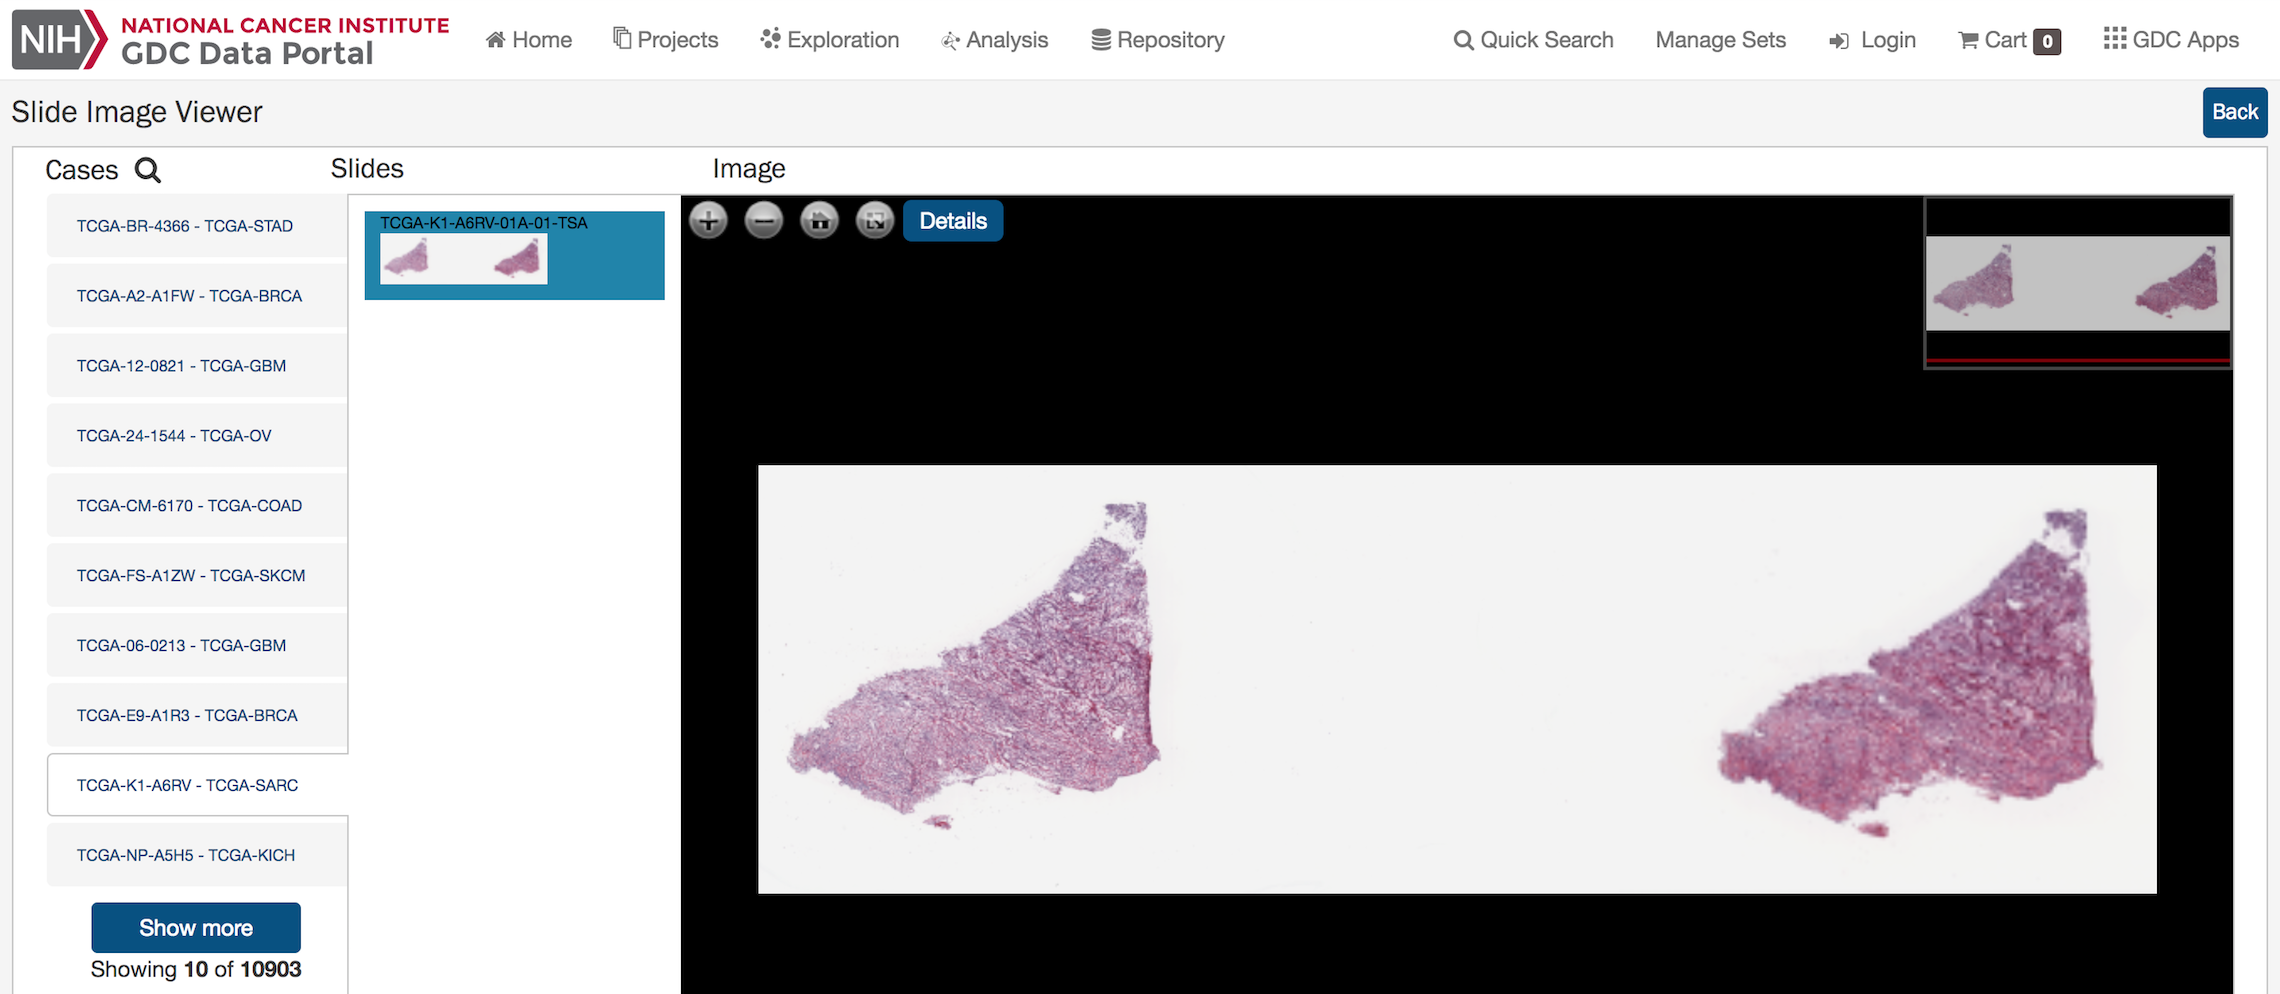 NIH NATIONAL CANCER INSTITUTE
GDC Data Portal
Home Projects Exploration Analysis Repository Quick Search Manage Sets Login Cart 0 GDC Apps
Slide Image Viewer
Back
Cases
Slides
Image
TCGA-BR-4366 - TCGA-STAD
TCGA-A2-A1FW - TCGA-BRCA
TCGA-12-0821 - TCGA-GBM
TCGA-24-1544 - TCGA-OV
TCGA-CM-6170 - TCGA-COAD
TCGA-FS-A1ZW - TCGA-SKCM
TCGA-06-0213 - TCGA-GBM
TCGA-E9-A1R3 - TCGA-BRCA
TCGA-K1-A6RV - TCGA-SARC
TCGA-NP-A5H5 - TCGA-KICH
Show more
Showing 10 of 10903
TCGA-K1-A6RV-01A-01-TSA
Details